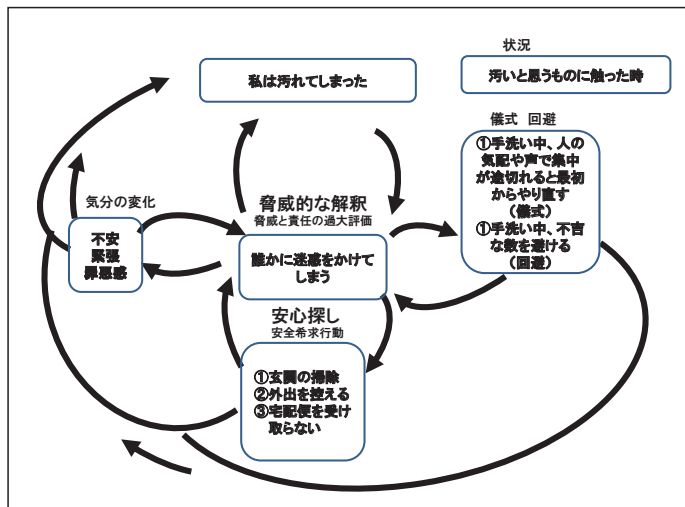 状況
私は汚れてしまった
汚いと思うものに触った時
儀式 回避
①手洗い中、人の
気配や声で集中
が途切れると最初
からやり直す
（儀式）
①手洗い中、不吉
な数を避ける
（回避）
気分の変化
不安
緊張
罪悪感
脅威的な解釈
脅威と責任の過大評価
誰かに迷惑をかけて
しまう
安心探し
安全希求行動
①玄関の掃除
②外出を控える
③宅配便を受け
取らない